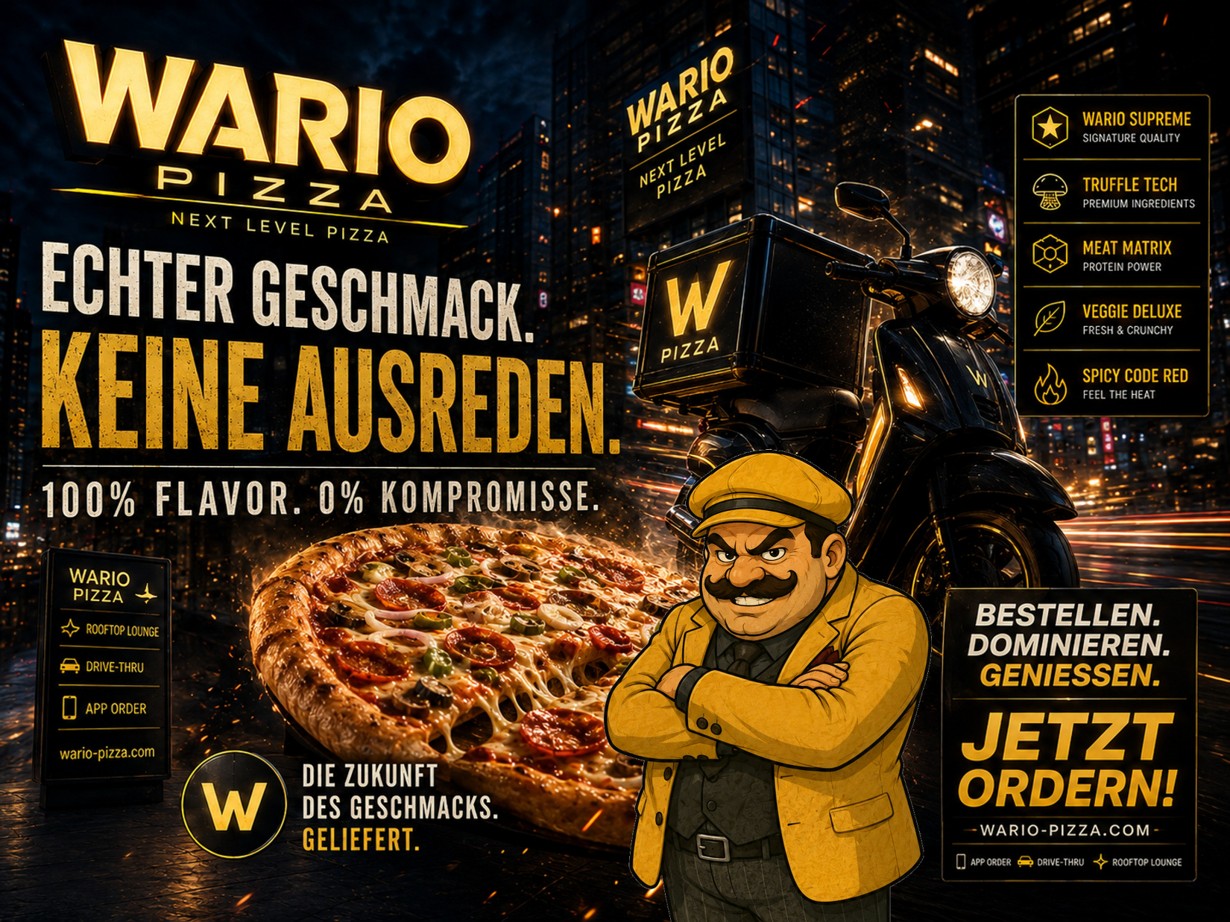 WARIO
PIZZA
NEXT LEVEL PIZZA
ECHTER GESCHMACK.
KEINE AUSREDEN.
100% FLAVOR. 0% KOMPROMISSE.
WARIO
PIZZA
NEXT LEVEL
PIZZA
W
PIZZA
W
WARIO SUPREME
SIGNATURE QUALITY
TRUFFLE TECH
PREMIUM INGREDIENTS
MEAT MATRIX
PROTEIN POWER
VEGGIE DELUXE
FRESH & CRUNCHY
SPICY CODE RED
FEEL THE HEAT
WARIO
PIZZA
ROOFTOP LOUNGE
DRIVE-THRU
APP ORDER
wario-pizza.com
W
DIE ZUKUNFT
DES GESCHMACKS.
GELIEFERT.
BESTELLEN.
DOMINIEREN.
GENIESSEN.
JETZT
ORDERN!
-WARIO-PIZZA.COM-
APP ORDER DRIVE-THRU ROOFTOP LOUNGE